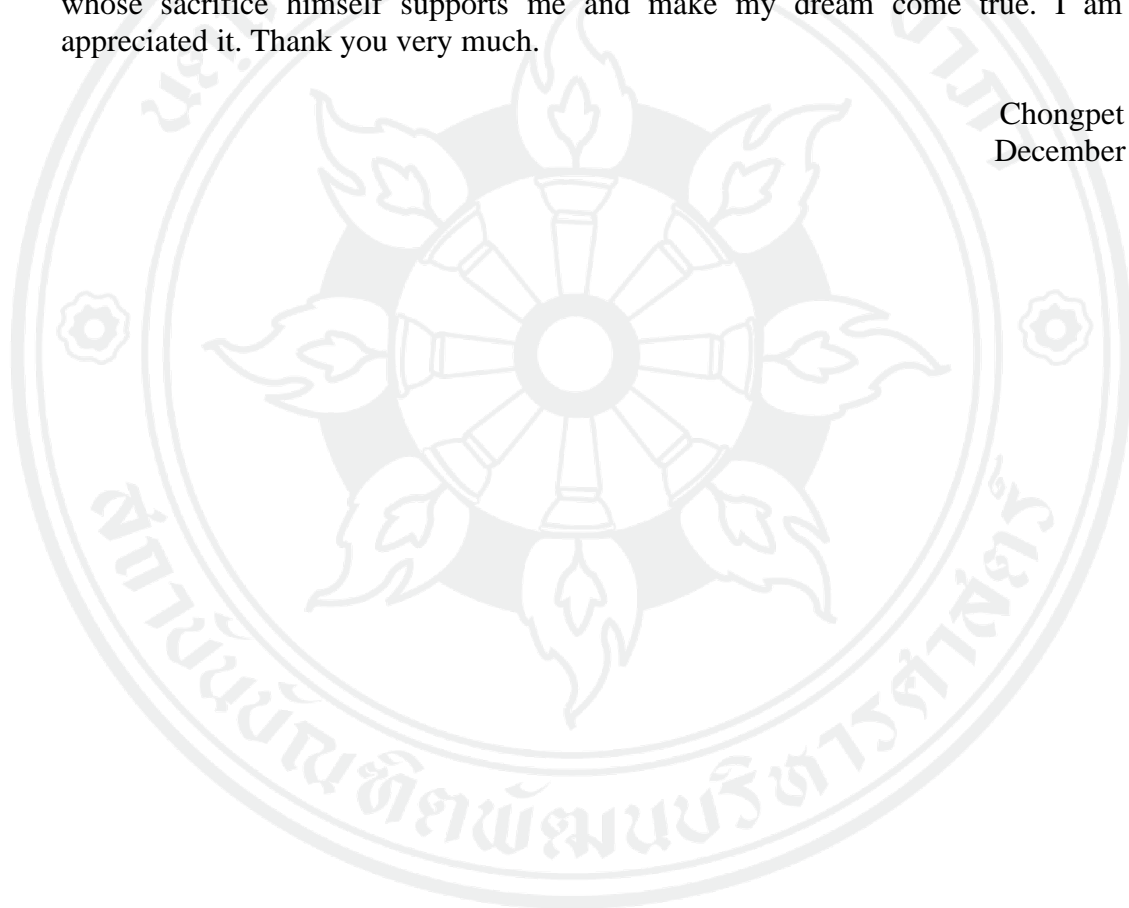 whose sacrifice himself supports me and make my dream come true. I am
appreciated it. Thank you very much.
Chongpet
December
สถาบันบัณฑิตพัฒนบริหารศาสตร์